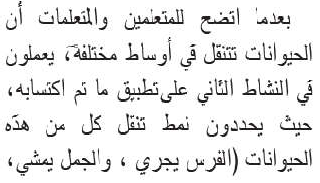 بعدما اتضح للمتعلمين والمتعلمات أن
الحيوانات تتنقل في أوساط مختلفة، يعملون
في النشاط الثاني على تطبيق ما تم اكتسابه،
حيث يحددون نمط تنقل كل من هذه
الحيوانات (الفرس يجري ، والجمل يمشي،